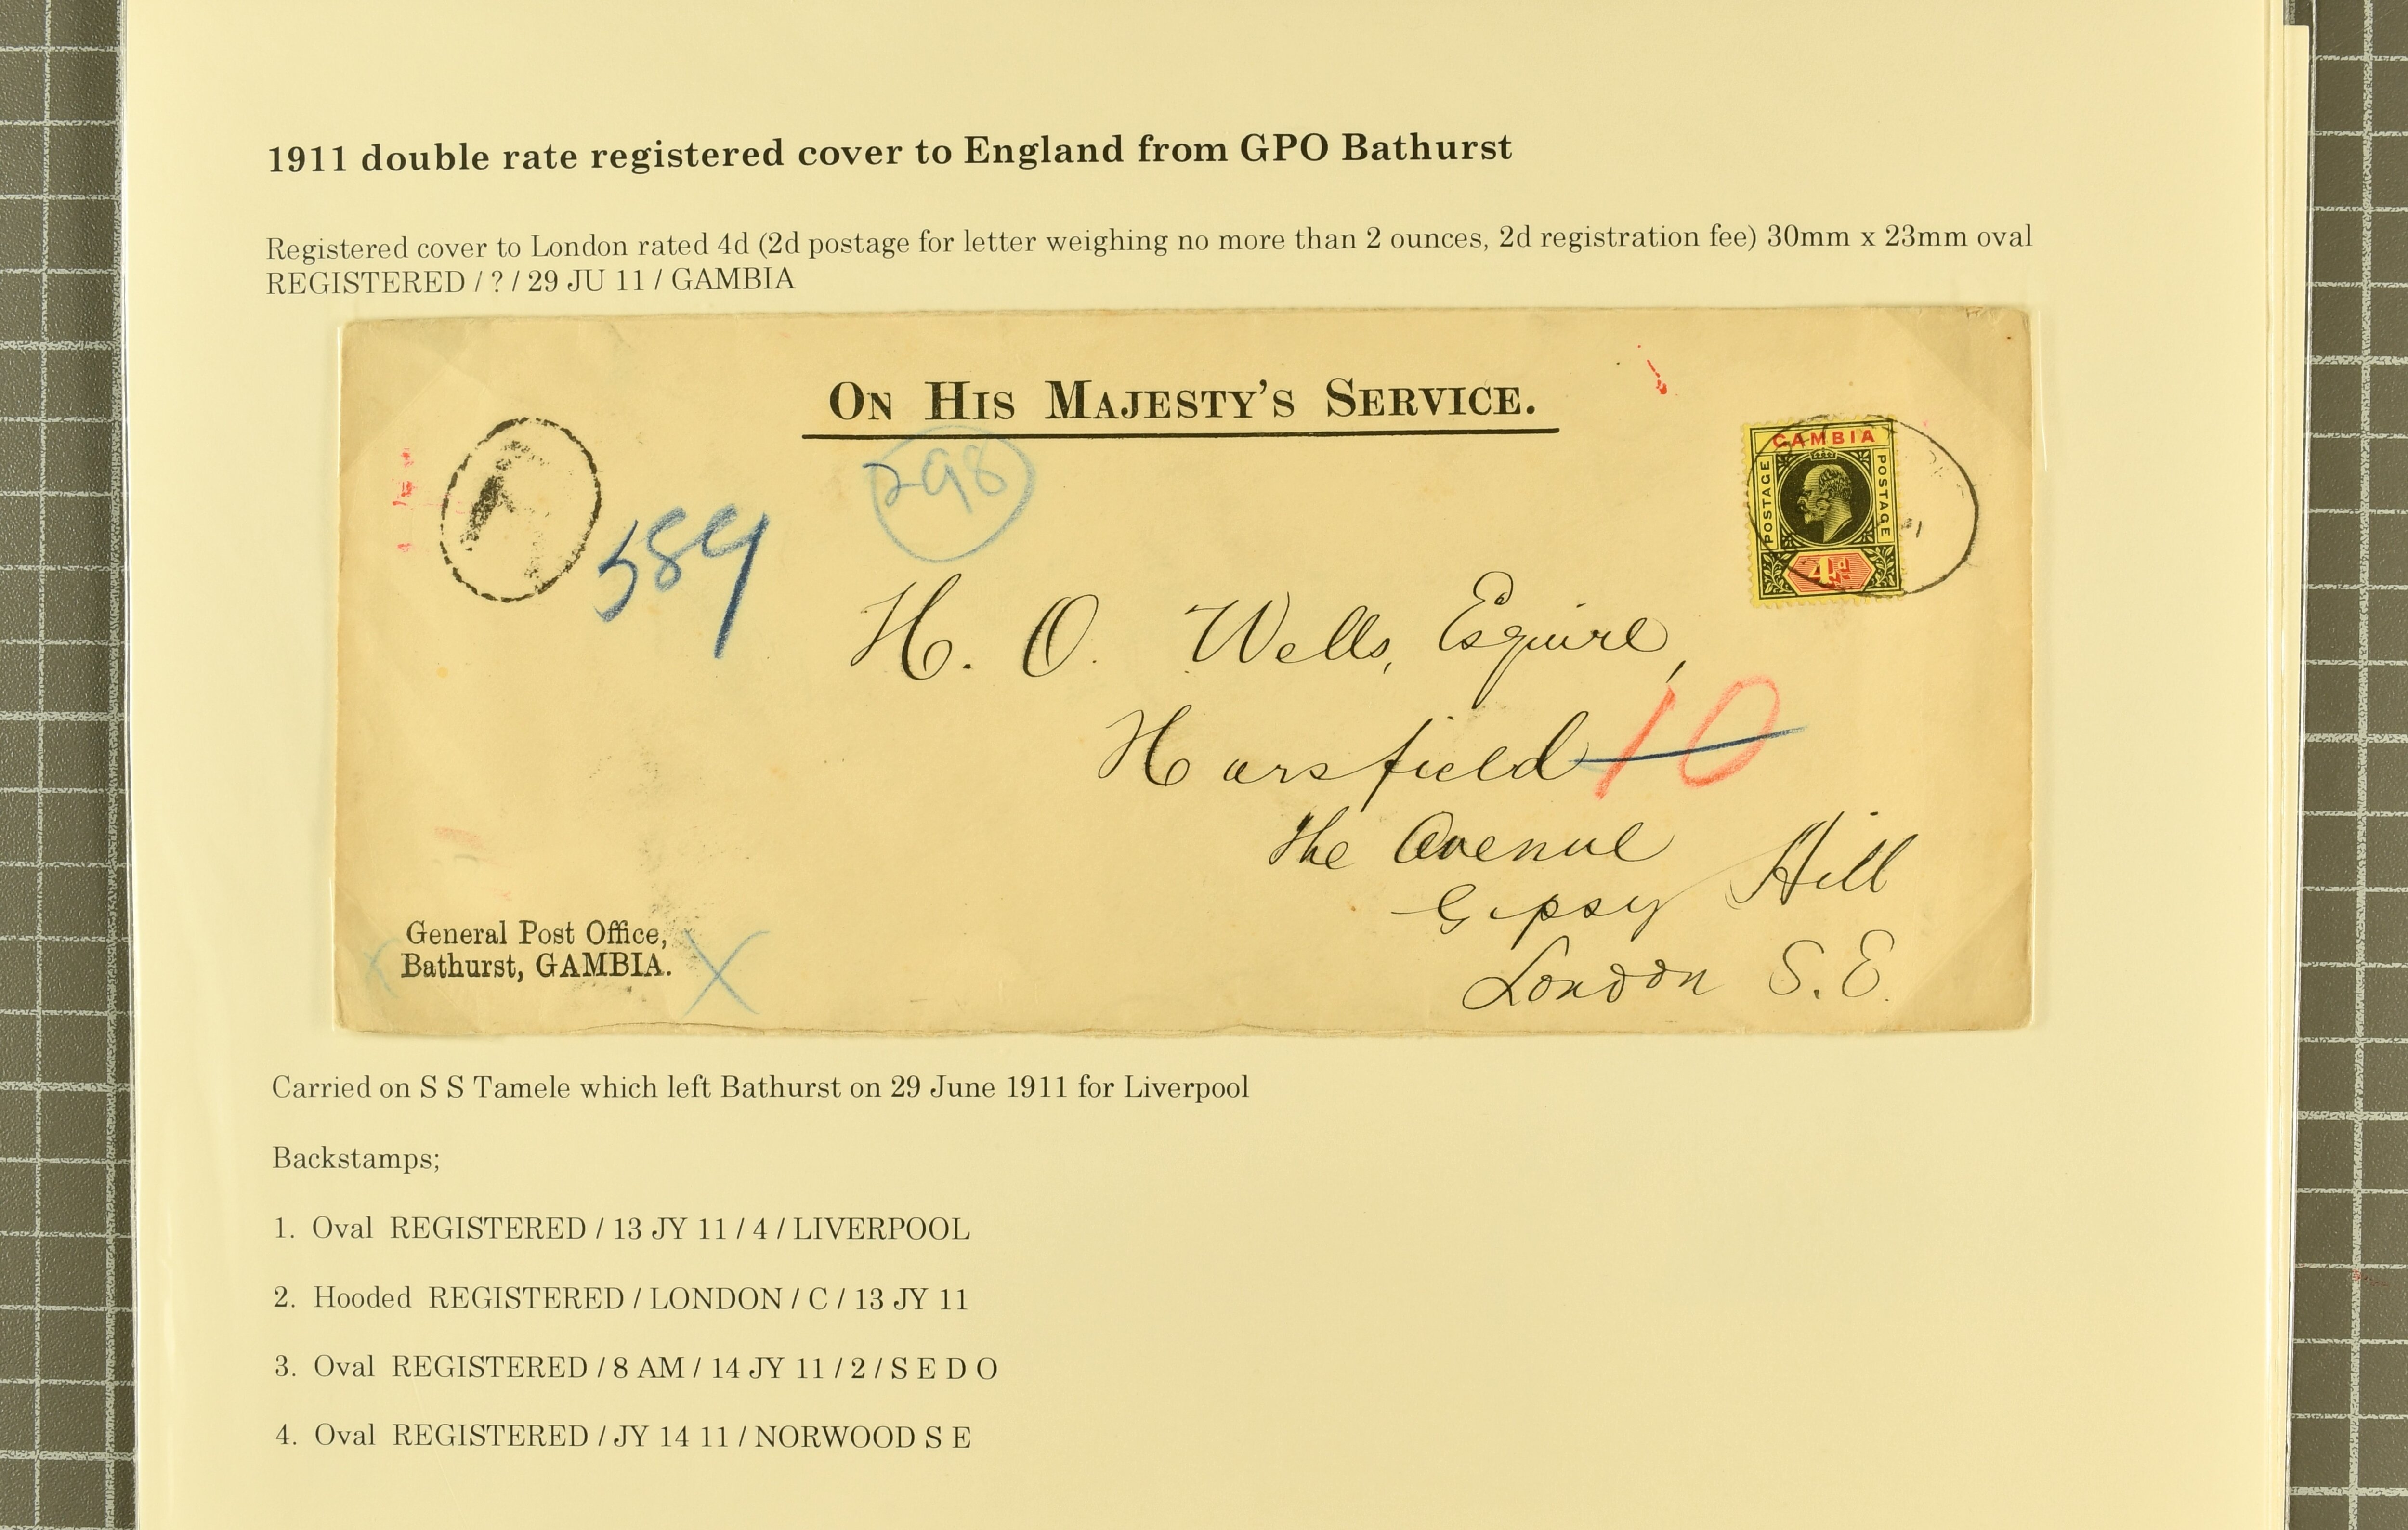 1911 double rate registered cover to England from GPO Bathurst
Registered cover to London rated 4d (2d postage for letter weighing no more than 2 ounces, 2d registration fee) 30mm x 23mm oval
REGISTERED / ? / 29 JU 11 / GAMBIA
ON HIS MAJESTY'S SERVICE.
298
589
GAMBIA
POSTAGE
POSTAGE
4d
H. O. Wells, Esquire,
Harsfield
10
The Avenue
Gipsy Hill
London S.E.
General Post Office,
Bathurst, GAMBIA.
X
Carried on S S Tamele which left Bathurst on 29 June 1911 for Liverpool
Backstamps;
1. Oval REGISTERED / 13 JY 11 / 4 / LIVERPOOL
2. Hooded REGISTERED / LONDON / C / 13 JY 11
3. Oval REGISTERED / 8 AM / 14 JY 11 / 2 / S E D O
4. Oval REGISTERED / JY 14 11 / NORWOOD S E